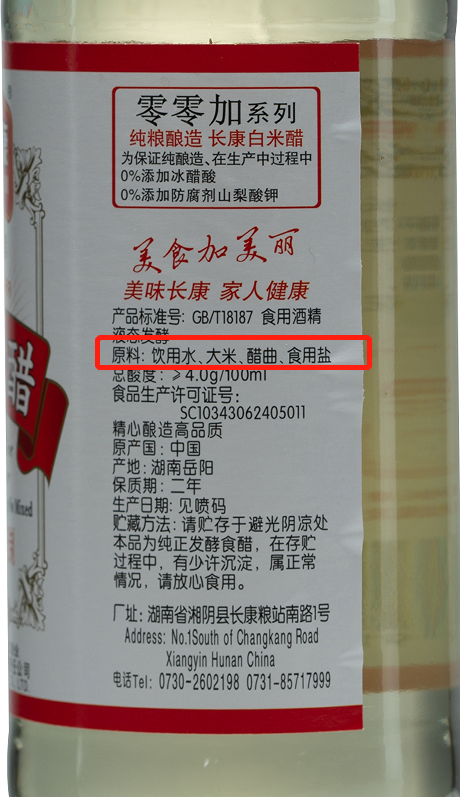 零零加系列
纯粮酿造 长康白米醋
为保证纯酿造、在生产中过程中
0%添加冰醋酸
0%添加防腐剂山梨酸钾
美食加美丽
美味长康 家人健康
产品标准号: GB/T18187 食用酒精
液态发酵
原料: 饮用水、大米、醋曲、食用盐
总酸度: ≥4.0g/100ml
食品生产许可证号:
SC10343062405011
精心酿造高品质
原产国: 中国
产地: 湖南岳阳
保质期: 二年
生产日期: 见喷码
贮藏方法: 请贮存于避光阴凉处
本品为纯正发酵食醋, 在存贮
过程中, 有少许沉淀, 属正常
情况, 请放心食用。
厂址: 湖南省湘阴县长康粮站南路1号
Address: No.1South of Changkang Road
Xiangyin Hunan China
电话Tel: 0730-2602198 0731-85717999
醋
Mixed
公司
LTD